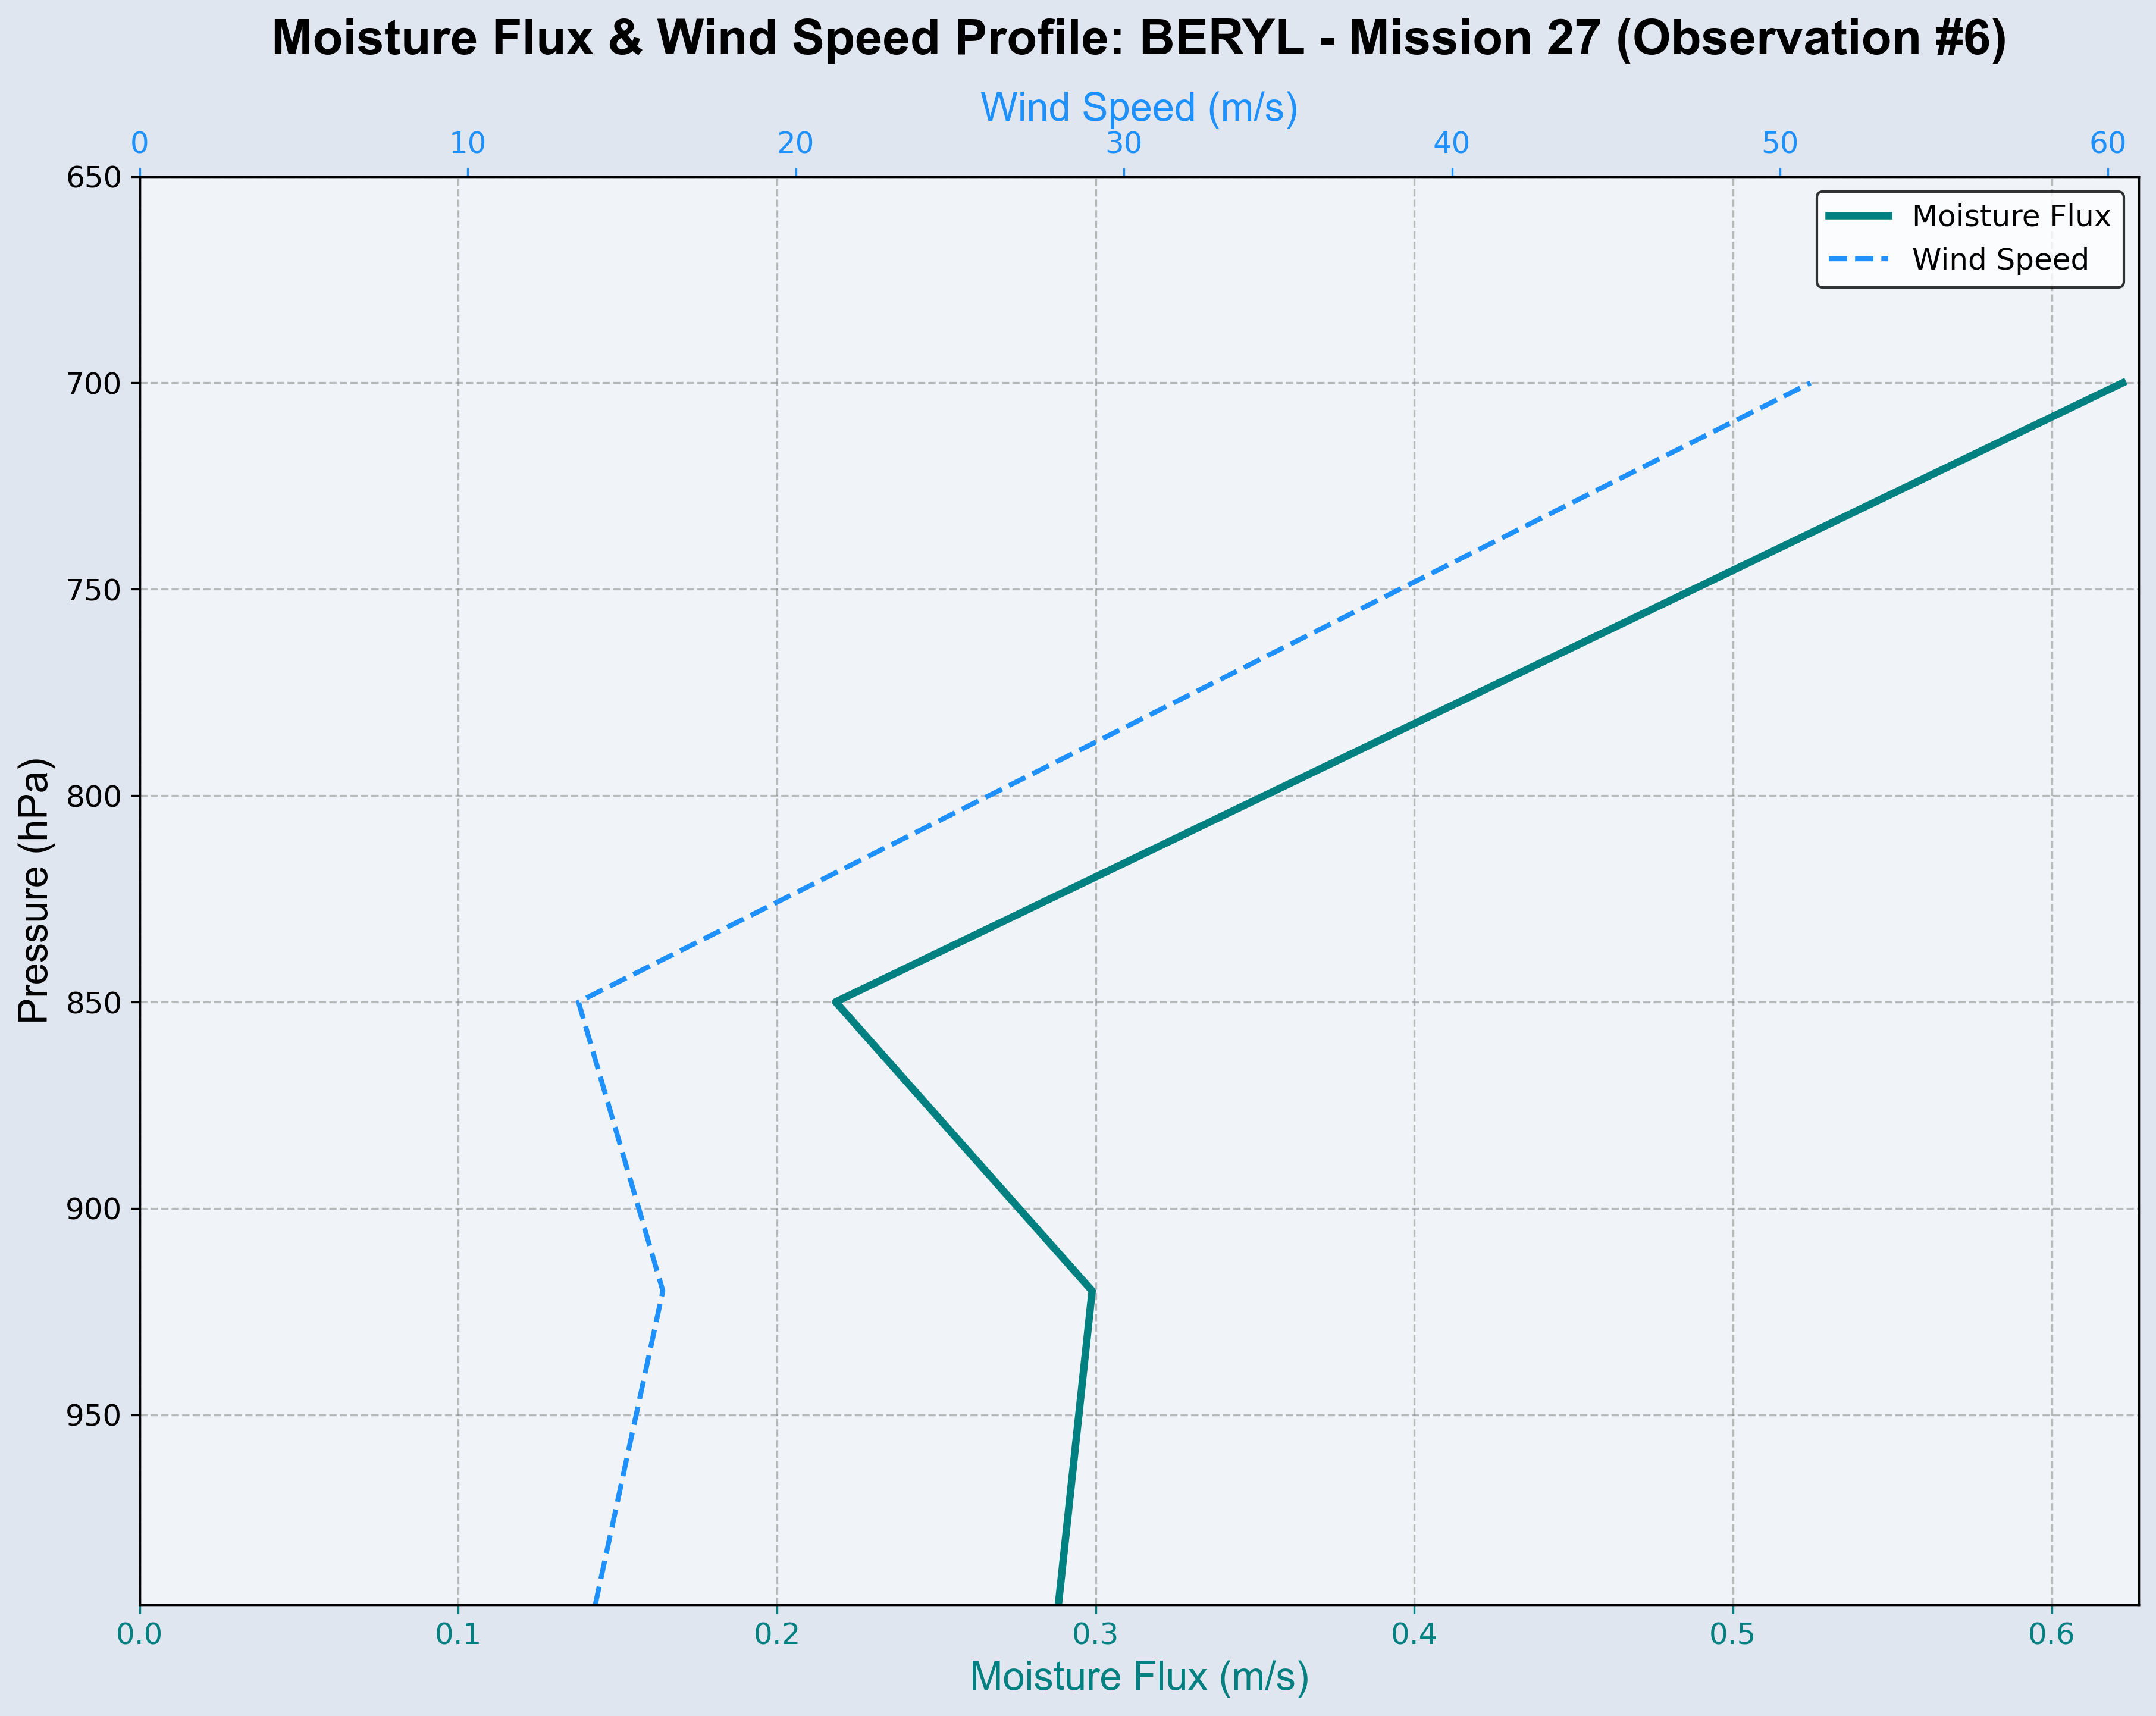 Moisture Flux & Wind Speed Profile: BERYL - Mission 27 (Observation #6)
Wind Speed (m/s)
0 10 20 30 40 50 60
Moisture Flux
Wind Speed
Pressure (hPa)
650
700
750
800
850
900
950
0.0 0.1 0.2 0.3 0.4 0.5 0.6
Moisture Flux (m/s)